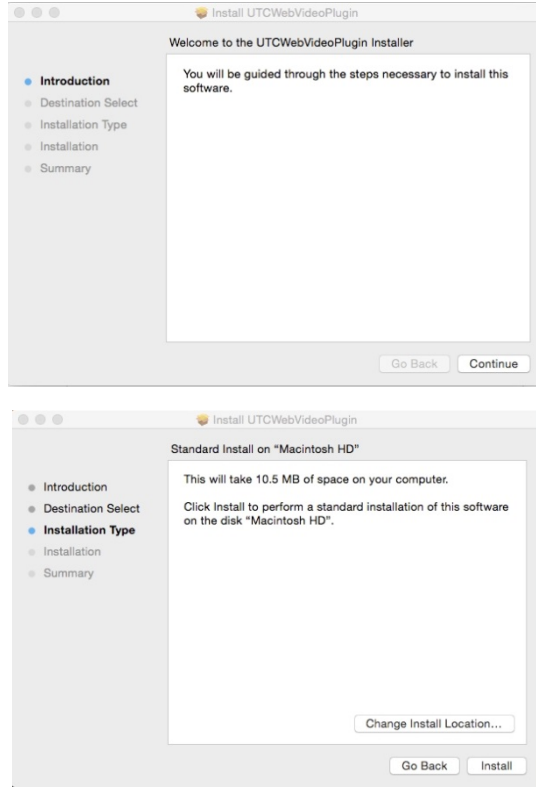 Install UTCWebVideoPlugin
Welcome to the UTCWebVideoPlugin Installer
Introduction
Destination Select
Installation Type
Installation
Summary
You will be guided through the steps necessary to install this
software.
Go Back
Continue
Install UTCWebVideoPlugin
Standard Install on “Macintosh HD”
Introduction
Destination Select
Installation Type
Installation
Summary
This will take 10.5 MB of space on your computer.
Click Install to perform a standard installation of this software
on the disk “Macintosh HD”.
Change Install Location...
Go Back
Install